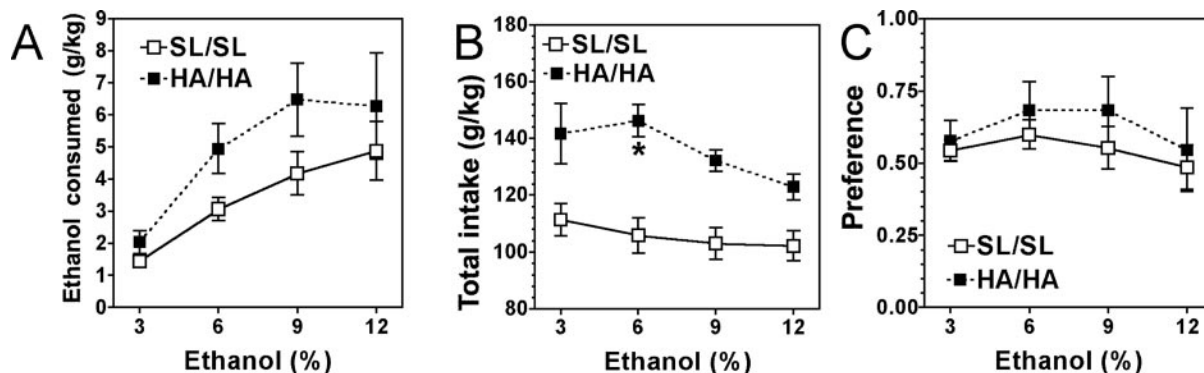 A
Ethanol consumed (g/kg)
9
8
7
6
5
4
3
2
1
0
SL/SL
HA/HA
3 6 9 12
Ethanol (%)
B
Total intake (g/kg)
180
160
140
120
100
80
SL/SL
HA/HA
*
3 6 9 12
Ethanol (%)
C
Preference
1.00
0.75
0.50
0.25
0.00
SL/SL
HA/HA
3 6 9 12
Ethanol (%)